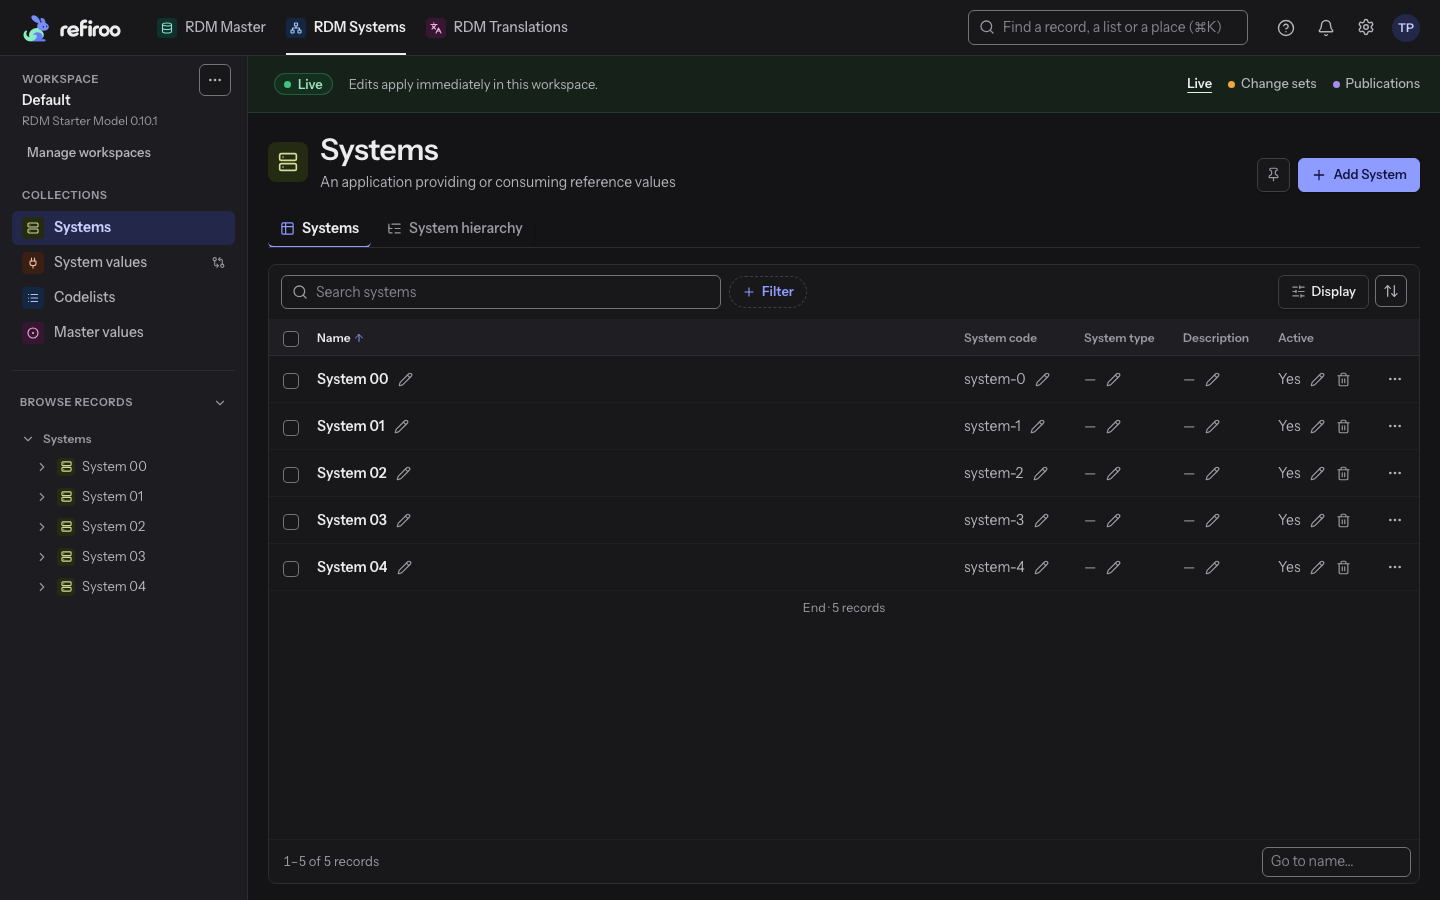 refiroo
RDM Master
RDM Systems
RDM Translations
Find a record, a list or a place (⌘K)
TP
WORKSPACE
Default
RDM Starter Model 0.10.1
Manage workspaces
COLLECTIONS
Systems
System values
Codelists
Master values
BROWSE RECORDS
Systems
System 00
System 01
System 02
System 03
System 04
Live
Edits apply immediately in this workspace.
Live
Change sets
Publications
Systems
An application providing or consuming reference values
Add System
Systems
System hierarchy
Search systems
Filter
Display
Name System code System type Description Active
System 00 system-0 — — Yes
System 01 system-1 — — Yes
System 02 system-2 — — Yes
System 03 system-3 — — Yes
System 04 system-4 — — Yes
End · 5 records
1–5 of 5 records
Go to name...